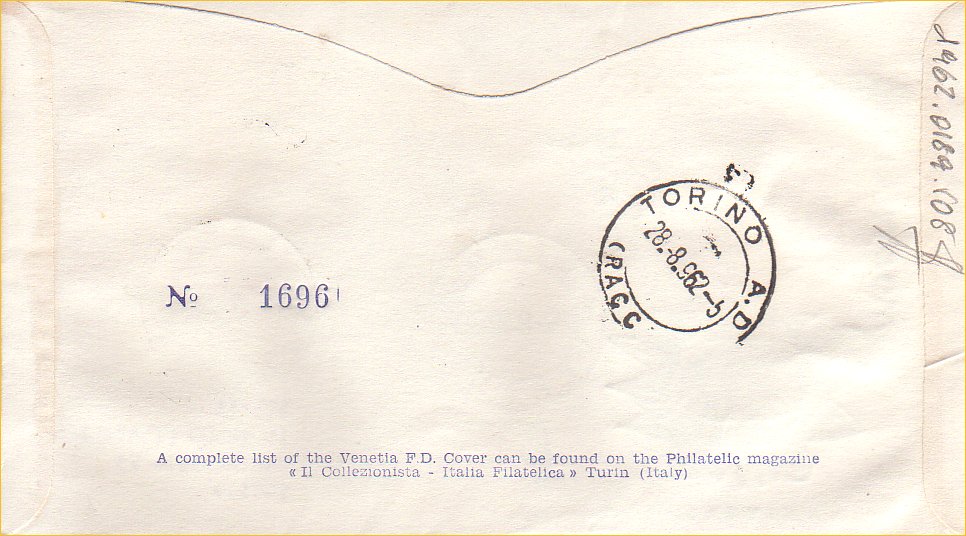 TORINO A.D.
(RACC
28.-8.962-5
No 1696
A complete list of the Venetia F.D. Cover can be found on the Philatelic magazine
« Il Collezionista - Italia Filatelica » Turin (Italy)